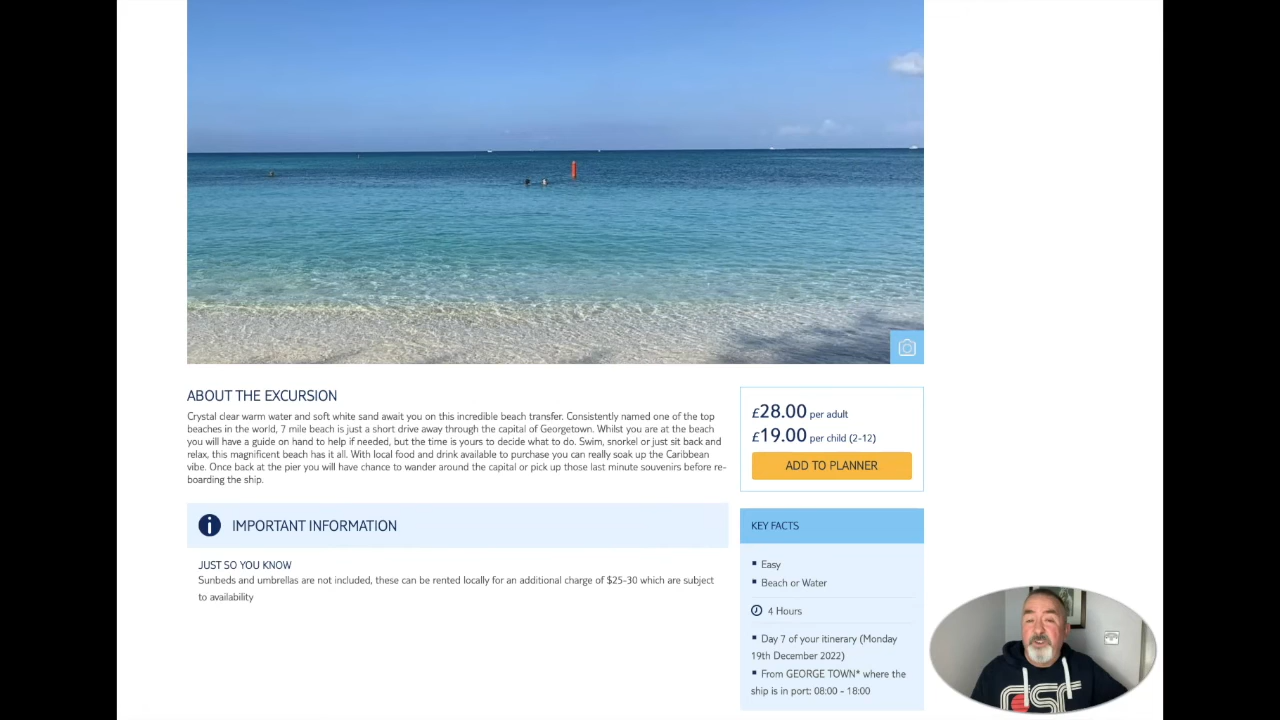 ABOUT THE EXCURSION
Crystal clear warm water and soft white sand await you on this incredible beach transfer. Consistently named one of the top
beaches in the world, 7 mile beach is just a short drive away through the capital of Georgetown. Whilst you are at the beach
you will have a guide on hand to help if needed, but the time is yours to decide what to do. Swim, snorkel or just sit back and
relax, this magnificent beach has it all. With local food and drink available to purchase you can really soak up the Caribbean
vibe. Once back at the pier you will have chance to wander around the capital or pick up those last minute souvenirs before re-
boarding the ship.
IMPORTANT INFORMATION
JUST SO YOU KNOW
Sunbeds and umbrellas are not included, these can be rented locally for an additional charge of $25-30 which are subject
to availability
£28.00 per adult
£19.00 per child (2-12)
ADD TO PLANNER
KEY FACTS
Easy
Beach or Water
4 Hours
Day 7 of your itinerary (Monday
19th December 2022)
From GEORGE TOWN* where the
ship is in port: 08:00 - 18:00